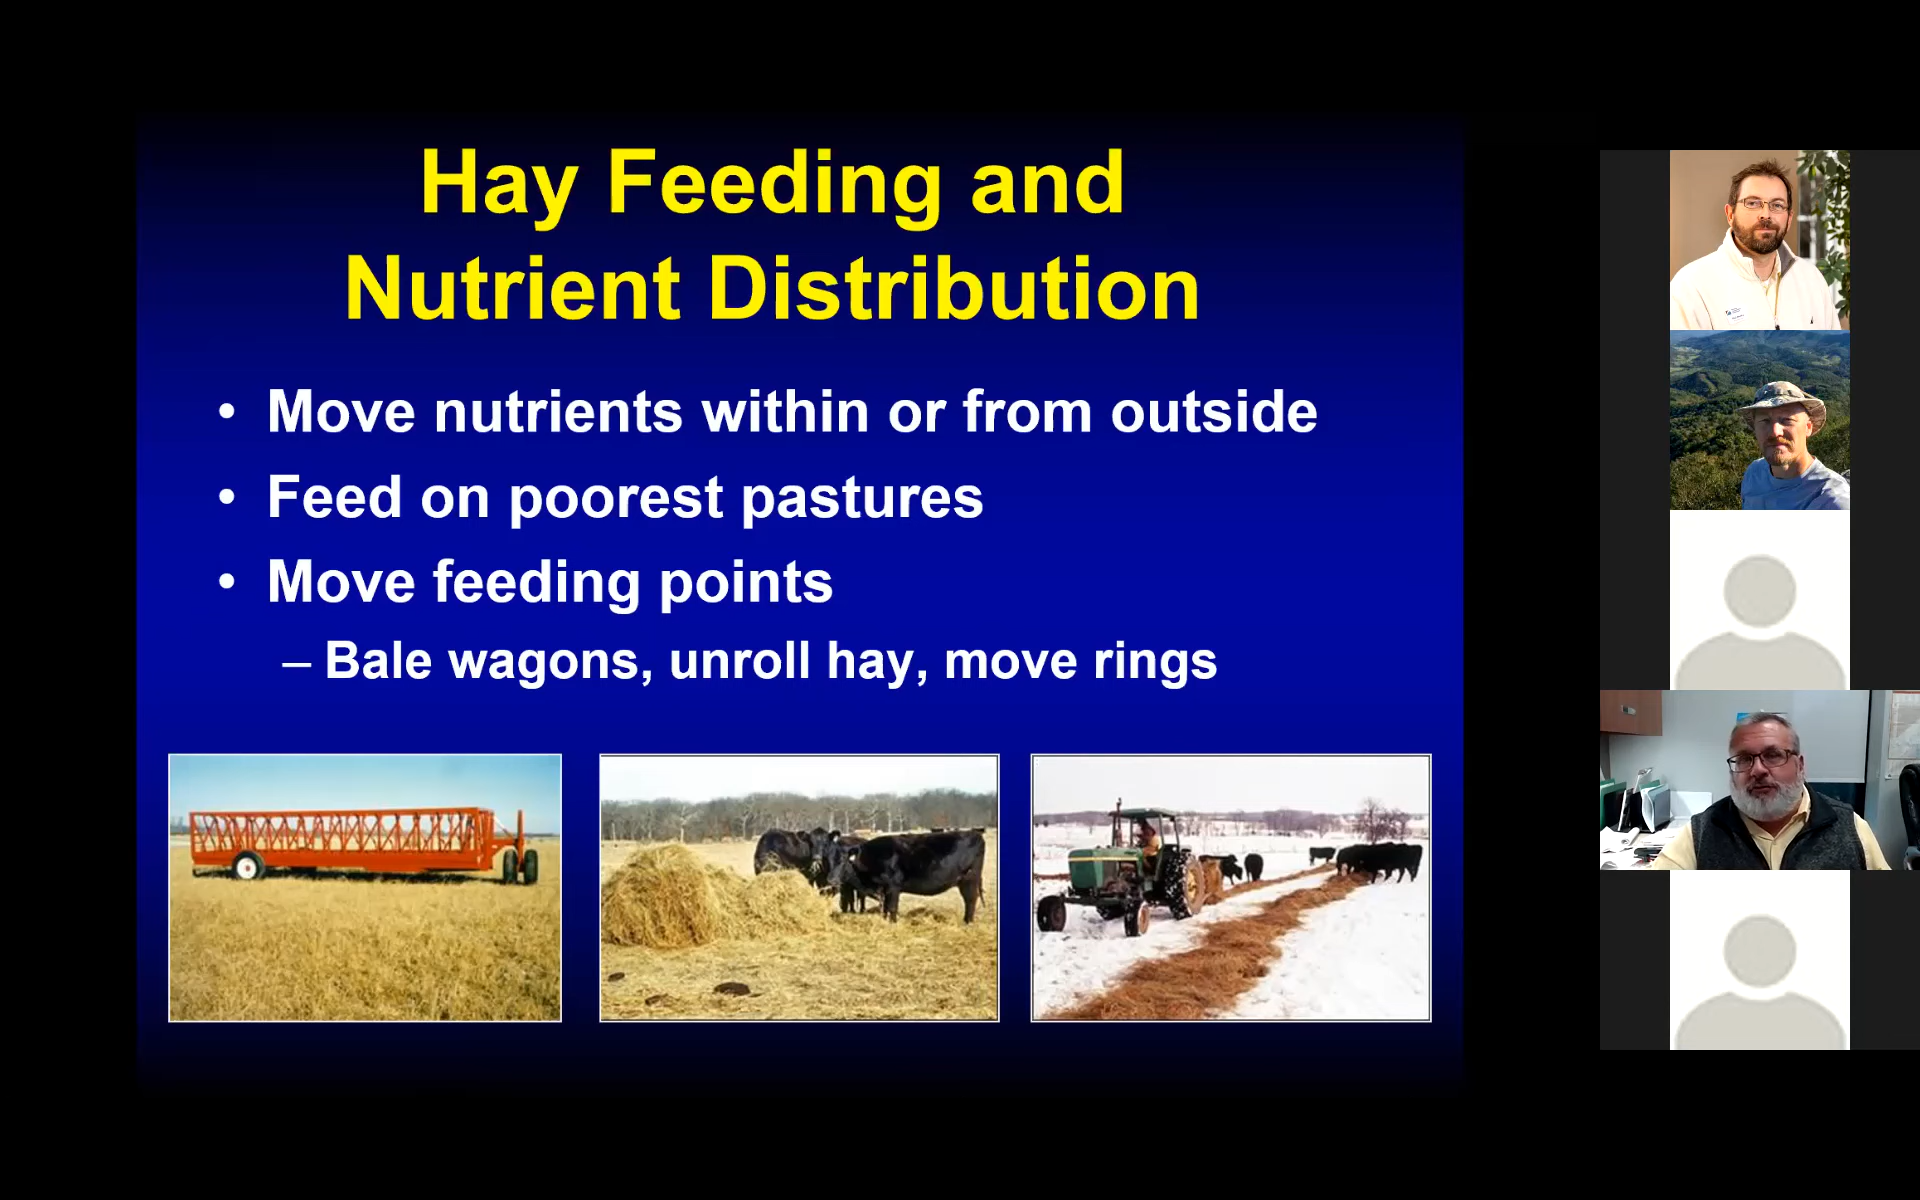 Hay Feeding and
Nutrient Distribution
• Move nutrients within or from outside
• Feed on poorest pastures
• Move feeding points
– Bale wagons, unroll hay, move rings